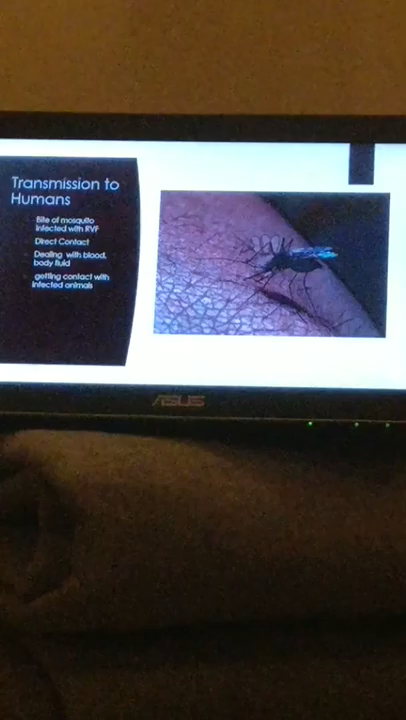 Transmission to
Humans
Bite of mosquito
infected with RVF
Direct Contact
Dealing with blood,
body fluid
getting contact with
infected animals
ASUS